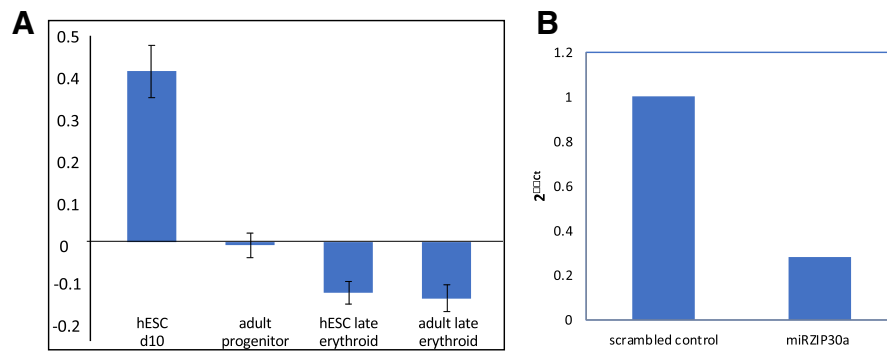 A
0.5
0.4
0.3
0.2
0.1
0
-0.1
-0.2
hESC d10
adult progenitor
hESC late erythroid
adult late erythroid
B
1.2
1
0.8
0.6
0.4
0.2
0
2□□Ct
scrambled control
miRZIP30a